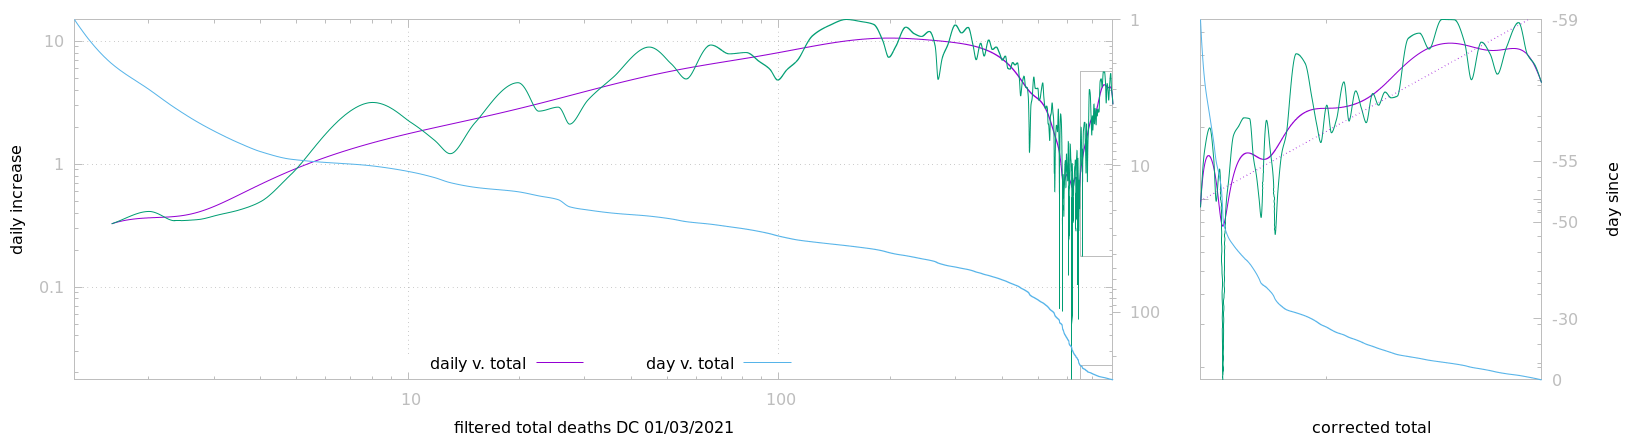 10
1
0.1
daily increase
1
10
100
daily v. total
day v. total
10
100
filtered total deaths DC 01/03/2021
-59
-55
-50
-30
0
day since
corrected total